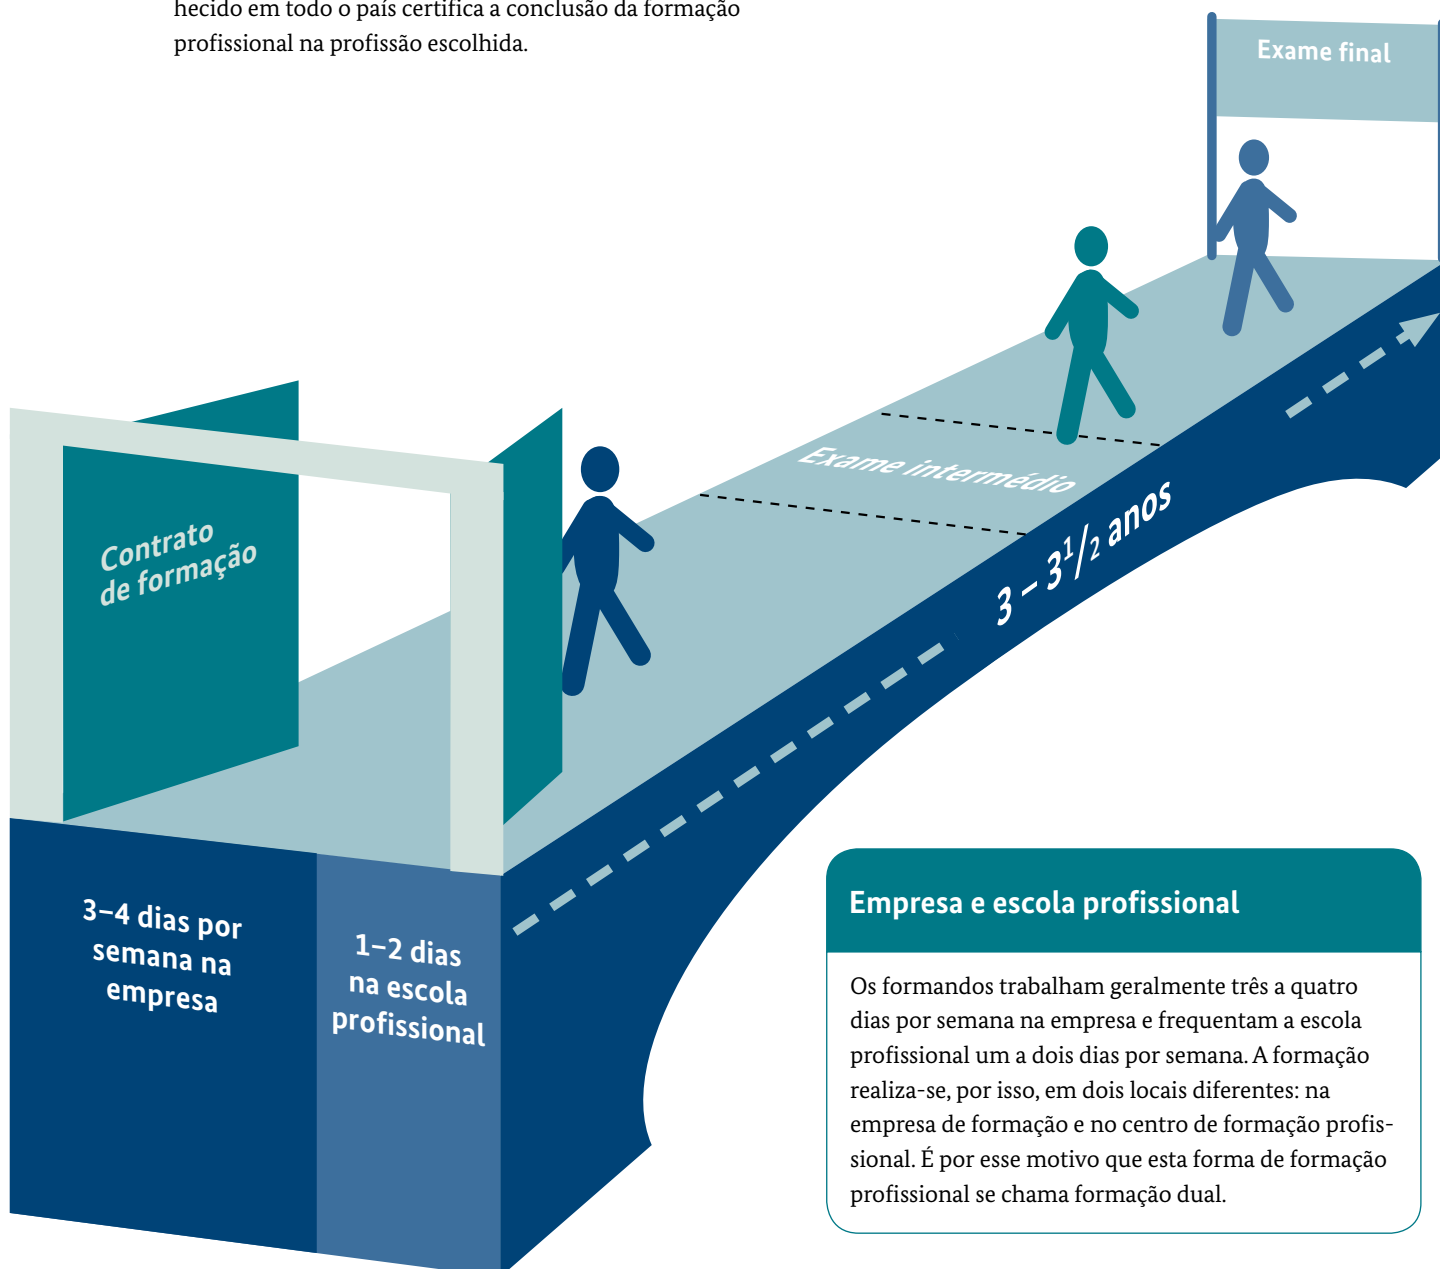 hecido em todo o país certifica a conclusão da formação
profissional na profissão escolhida.
Exame final
Contrato
de formação
Exame intermédio
3 – 3 1/2 anos
3–4 dias por
semana na
empresa
1–2 dias
na escola
profissional
Empresa e escola profissional
Os formandos trabalham geralmente três a quatro
dias por semana na empresa e frequentam a escola
profissional um a dois dias por semana. A formação
realiza-se, por isso, em dois locais diferentes: na
empresa de formação e no centro de formação profis-
sional. É por esse motivo que esta forma de formação
profissional se chama formação dual.